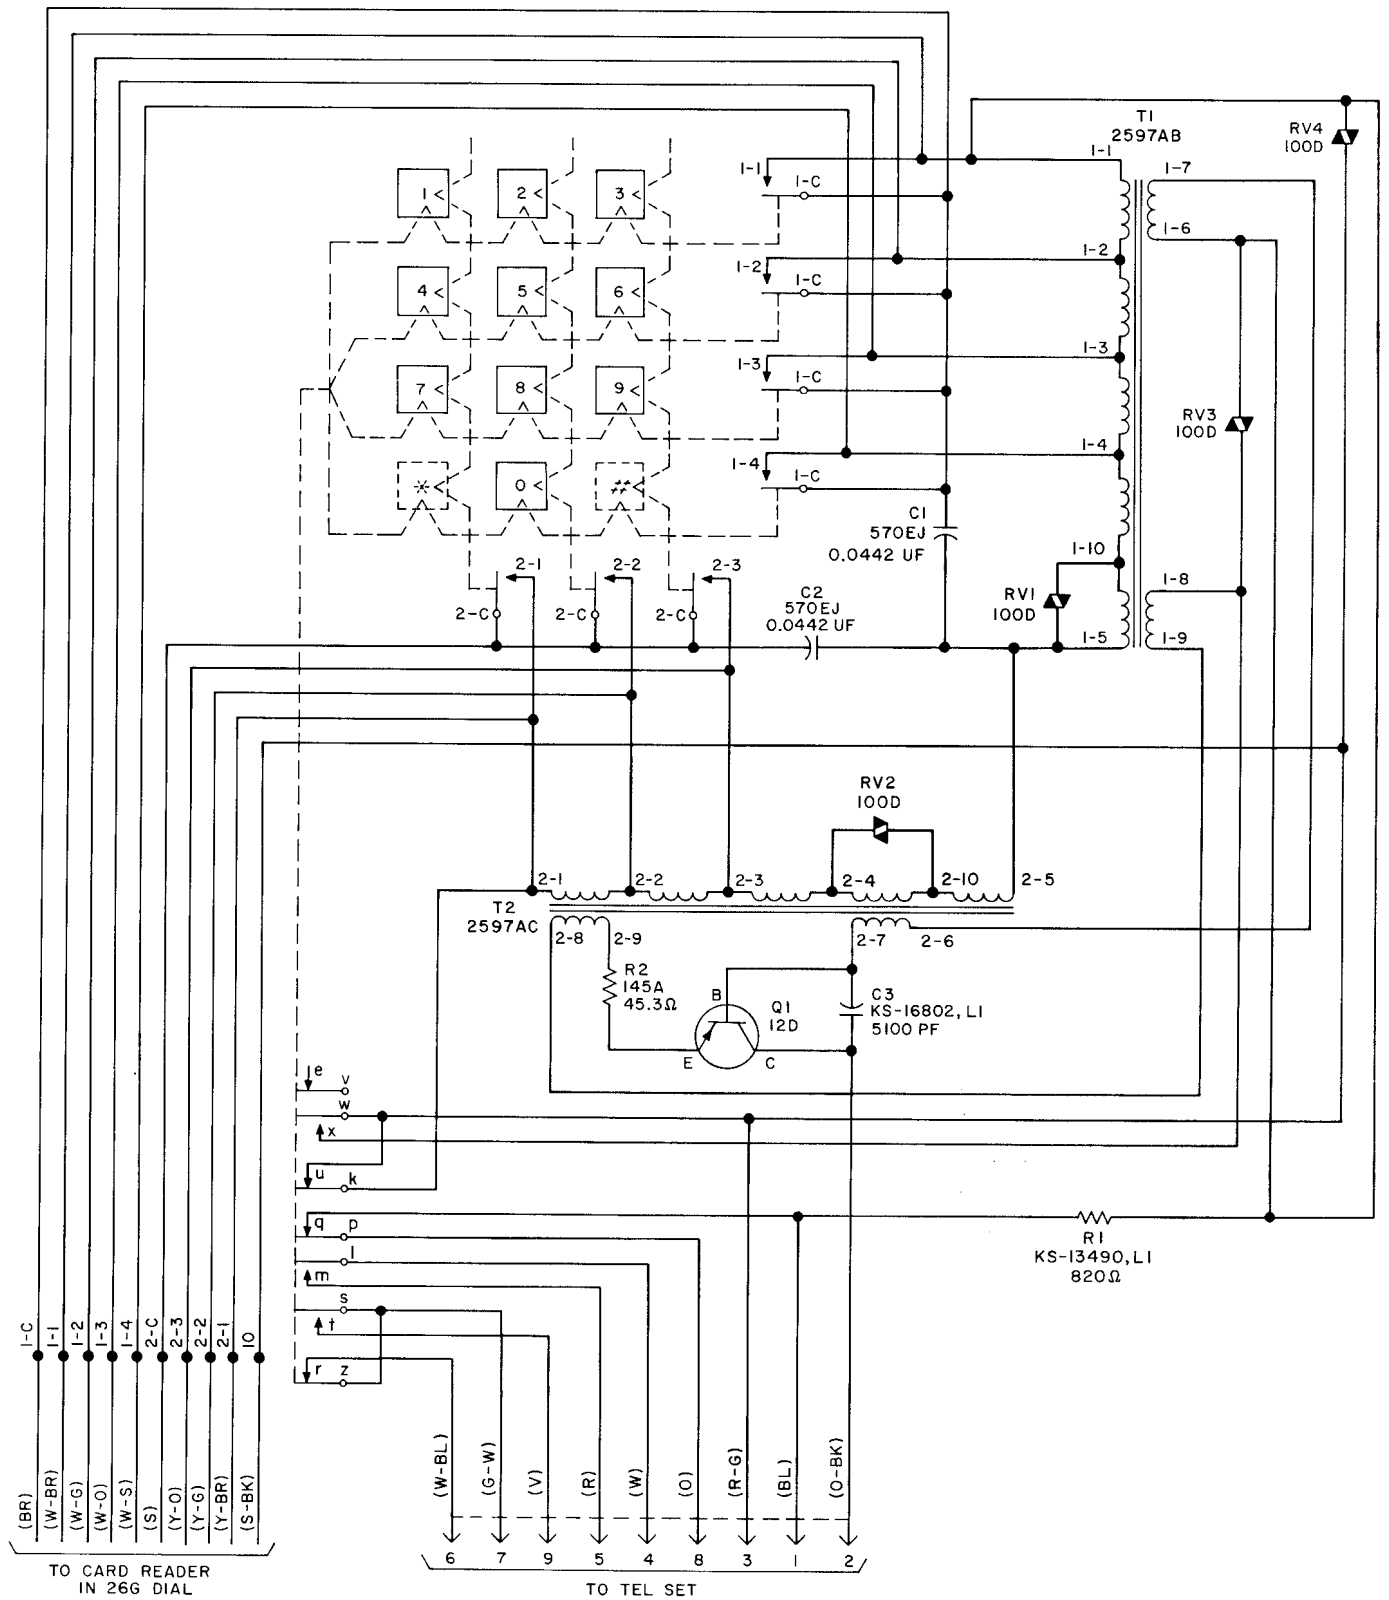 T1
2597AB
RV4
100D
1-1
1-7
1-1
1-C
1 2 3
1-6
1-2
1-2
1-C
4 5 6
1-3
1-3
1-C
7 8 9
RV3
100D
1-4
1-4
1-C
* 0 #
C1
570EJ
0.0442 UF
1-10
2-1 2-2 2-3
1-8
2-C 2-C 2-C
C2
570EJ
0.0442 UF
RV1
100D
1-5
1-9
RV2
100D
2-1 2-2 2-3 2-4 2-10 2-5
T2
2597AC
2-8 2-9 2-7 2-6
R2
145A
45.3Ω
B
Q1
12D
E C
C3
KS-16802, L1
5100 PF
e
v
w
x
u k
q p
l
m
s
t
r z
R1
KS-13490, L1
820Ω
1-C 1-1 1-2 1-3 1-4 2-C 2-3 2-2 2-1 10
(BR) (W-BR) (W-G) (W-O) (W-S) (S) (Y-O) (Y-G) (Y-BR) (S-BK)
TO CARD READER
IN 26G DIAL
(W-BL) (G-W) (V) (R) (W) (O) (R-G) (BL) (O-BK)
6 7 9 5 4 8 3 1 2
TO TEL SET